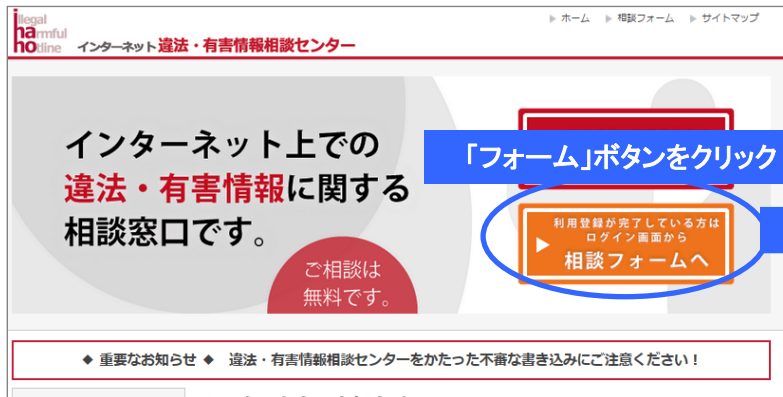 illegal
harmful
hotline
インターネット 違法・有害情報相談センター
ホーム 相談フォーム サイトマップ
インターネット上での
違法・有害情報に関する
相談窓口です。
ご相談は
無料です。
「フォーム」ボタンをクリック
利用登録が完了している方は
ログイン画面から
相談フォームへ
◆ 重要なお知らせ ◆ 違法・有害情報相談センターをかたった不審な書き込みにご注意ください！